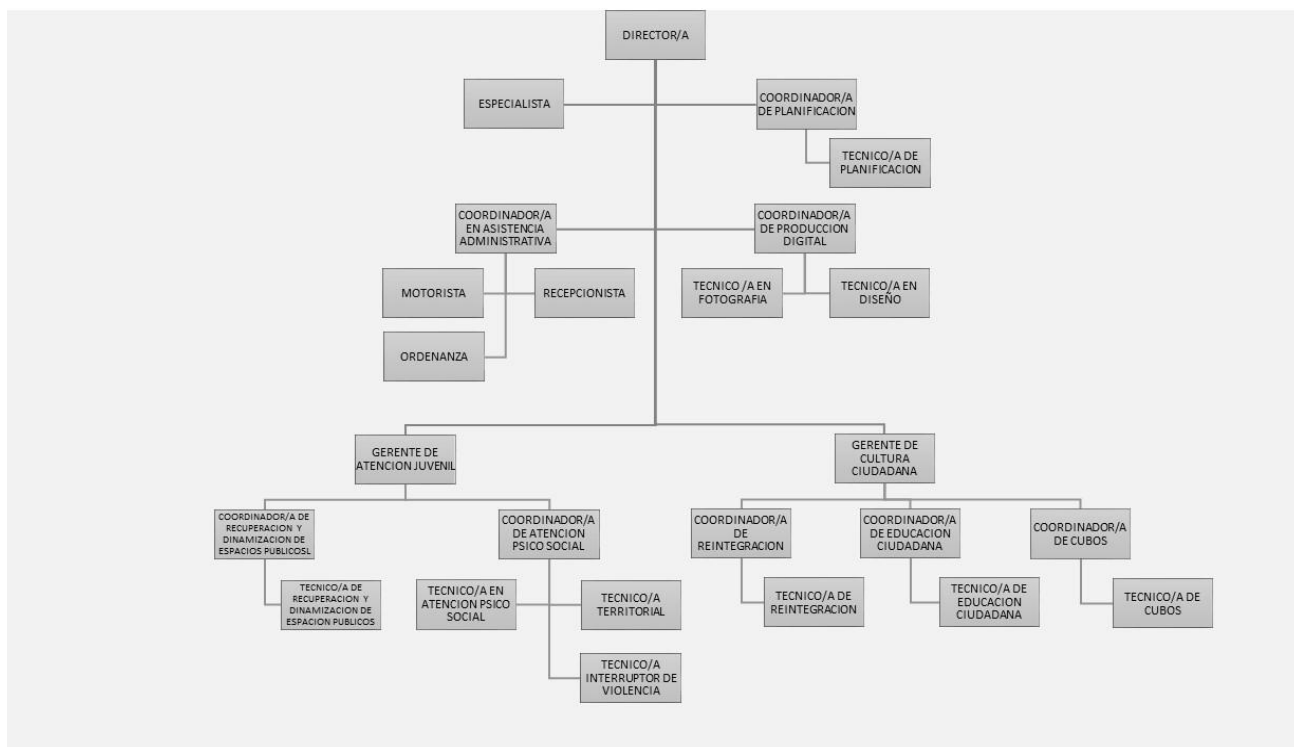 DIRECTOR/A
ESPECIALISTA
COORDINADOR/A
DE PLANIFICACION
TECNICO/A DE
PLANIFICACION
COORDINADOR/A
EN ASISTENCIA
ADMINISTRATIVA
COORDINADOR/A
DE PRODUCCION
DIGITAL
MOTORISTA
RECEPCIONISTA
TECNICO /A EN
FOTOGRAFIA
TECNICO/A EN
DISEÑO
ORDENANZA
GERENTE DE
ATENCION JUVENIL
GERENTE DE
CULTURA
CIUDADANA
COORDINADOR/A DE
RECUPERACION Y
DINAMIZACION DE
ESPACIOS PUBLICOSL
COORDINADOR/A
DE ATENCION
PSICO SOCIAL
COORDINADOR/A
DE
REINTEGRACION
COORDINADOR/A
DE EDUCACION
CIUDADANA
COORDINADOR/A
DE CUBOS
TECNICO/A DE
RECUPERACION Y
DINAMIZACION DE
ESPACION PUBLICOS
TECNICO/A EN
ATENCION PSICO
SOCIAL
TECNICO/A
TERRITORIAL
TECNICO/A DE
REINTEGRACION
TECNICO/A DE
EDUCACION
CIUDADANA
TECNICO/A DE
CUBOS
TECNICO/A
INTERRUPTOR DE
VIOLENCIA